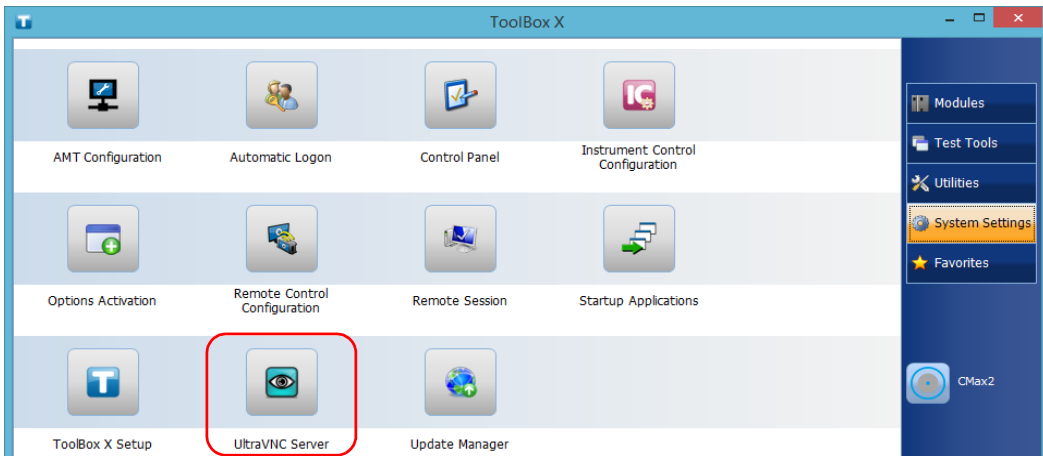 ToolBox X
AMT Configuration
Automatic Logon
Control Panel
Instrument Control
Configuration
Options Activation
Remote Control
Configuration
Remote Session
Startup Applications
ToolBox X Setup
UltraVNC Server
Update Manager
Modules
Test Tools
Utilities
System Settings
Favorites
CMax2